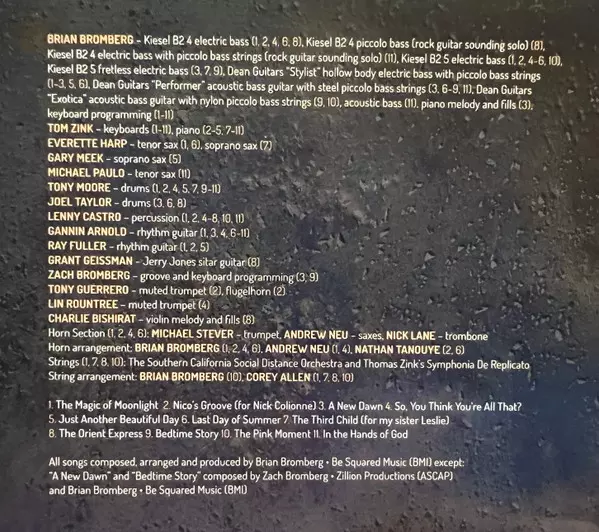 BRIAN BROMBERG – Kiesel B2 4 electric bass (1, 2, 4, 6, 8), Kiesel B2 4 piccolo bass (rock guitar sounding solo) (8),
Kiesel B2 4 electric bass with piccolo bass strings (rock guitar sounding solo) (11), Kiesel B2 5 electric bass (1, 2, 4-6, 10),
Kiesel B2 5 fretless electric bass (3, 7, 9), Dean Guitars "Stylist" hollow body electric bass with piccolo bass strings
(1-3, 5, 6), Dean Guitars "Performer" acoustic bass guitar with steel piccolo bass strings (3, 6-9, 11), Dean Guitars
"Exotica" acoustic bass guitar with nylon piccolo bass strings (9, 10), acoustic bass (11), piano melody and fills (3),
keyboard programming (1-11)
TOM ZINK – keyboards (1-11), piano (2-5, 7-11)
EVERETTE HARP – tenor sax (1, 6), soprano sax (7)
GARY MEEK – soprano sax (5)
MICHAEL PAULO – tenor sax (11)
TONY MOORE – drums (1, 2, 4, 5, 7, 9-11)
JOEL TAYLOR – drums (3, 6, 8)
LENNY CASTRO – percussion (1, 2, 4-8, 10, 11)
GANNIN ARNOLD – rhythm guitar (1, 3, 4, 6-11)
RAY FULLER – rhythm guitar (1, 2, 5)
GRANT GEISSMAN – Jerry Jones sitar guitar (8)
ZACH BROMBERG – groove and keyboard programming (3, 9)
TONY GUERRERO – muted trumpet (2), flugelhorn (2)
LIN ROUNTREE – muted trumpet (4)
CHARLIE BISHARAT – violin melody and fills (8)
Horn Section (1, 2, 4, 6): MICHAEL STEVER – trumpet, ANDREW NEU – saxes, NICK LANE – trombone
Horn arrangement: BRIAN BROMBERG (1, 2, 4, 6), ANDREW NEU (1, 4), NATHAN TANOUYE (2, 6)
Strings (1, 7, 8, 10): The Southern California Social Distance Orchestra and Thomas Zink's Symphonia De Replicato
String arrangement: BRIAN BROMBERG (10), COREY ALLEN (1, 7, 8, 10)
1. The Magic of Moonlight 2. Nico's Groove (for Nick Colionne) 3. A New Dawn 4. So, You Think You're All That?
5. Just Another Beautiful Day 6. Last Day of Summer 7. The Third Child (for my sister Leslie)
8. The Orient Express 9. Bedtime Story 10. The Pink Moment 11. In the Hands of God
All songs composed, arranged and produced by Brian Bromberg • Be Squared Music (BMI) except:
"A New Dawn" and "Bedtime Story" composed by Zach Bromberg • Zillion Productions (ASCAP)
and Brian Bromberg • Be Squared Music (BMI)